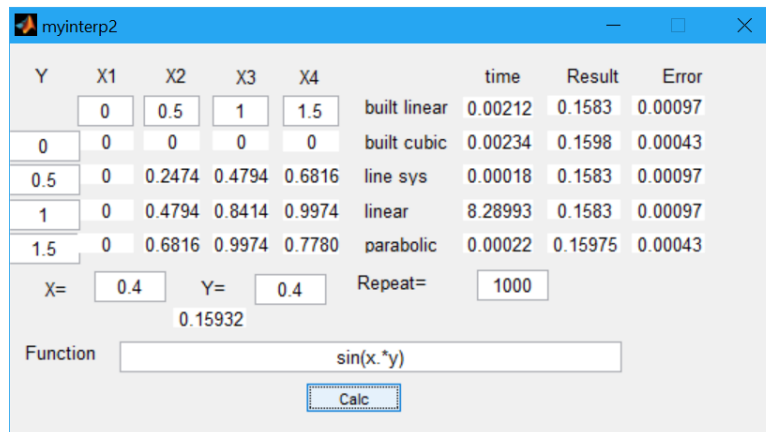 myinterp2
Y X1 X2 X3 X4 time Result Error
0 0.5 1 1.5 built linear 0.00212 0.1583 0.00097
0 0 0 0 0 built cubic 0.00234 0.1598 0.00043
0.5 0 0.2474 0.4794 0.6816 line sys 0.00018 0.1583 0.00097
1 0 0.4794 0.8414 0.9974 linear 8.28993 0.1583 0.00097
1.5 0 0.6816 0.9974 0.7780 parabolic 0.00022 0.15975 0.00043
X= 0.4 Y= 0.4 Repeat= 1000
0.15932
Function sin(x.*y)
Calc